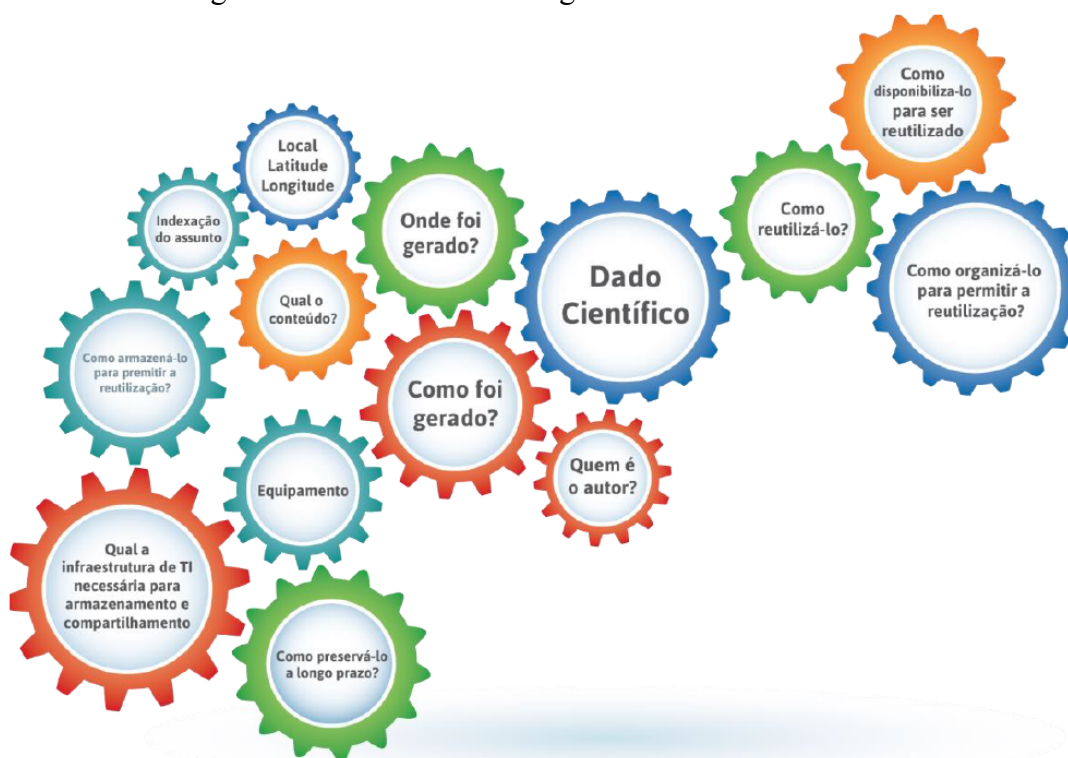 Como
disponibiliza-lo
para ser
reutilizado
Local
Latitude
Longitude
Indexação
do assunto
Onde foi
gerado?
Como
reutilizá-lo?
Dado
Científico
Como organizá-lo
para permitir a
reutilização?
Qual o
conteúdo?
Como armazená-lo
para premitir a
reutilização?
Como foi
gerado?
Quem é
o autor?
Equipamento
Qual a
infraestrutura de TI
necessária para
armazenamento e
compartilhamento
Como preservá-lo
a longo prazo?